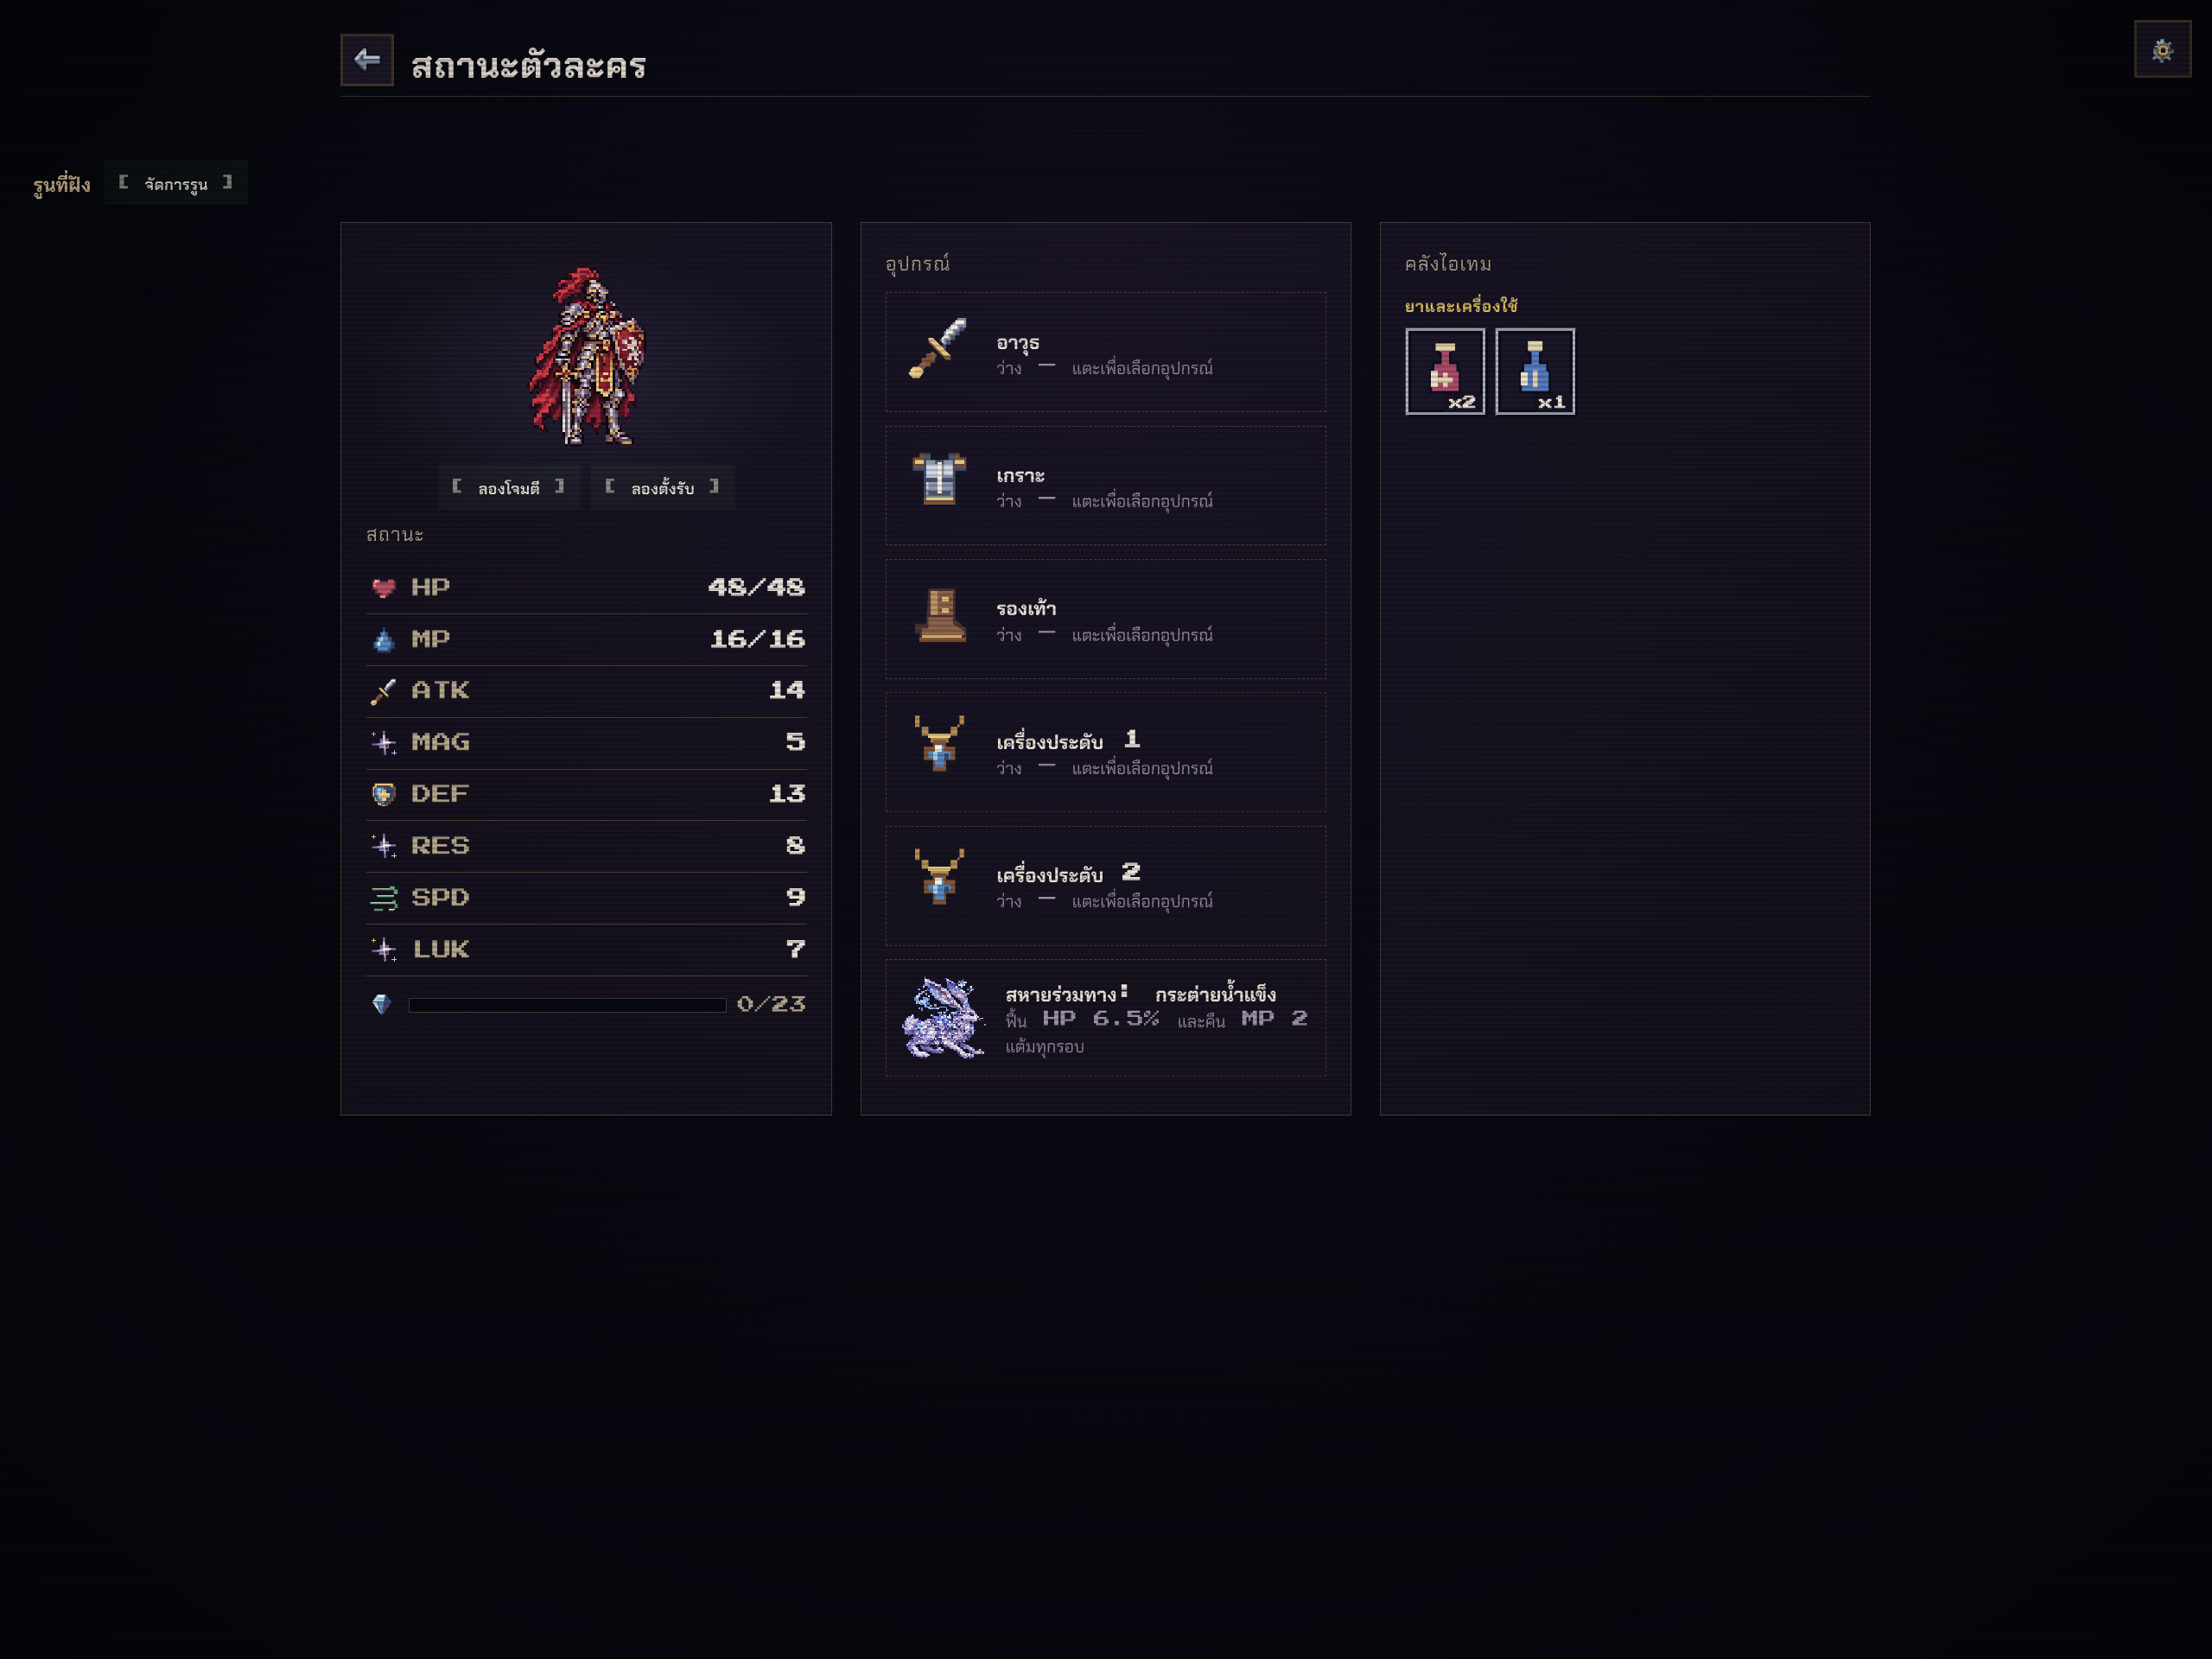 สถานะตัวละคร
รูนที่ฝัง [ จัดการรูน ]
[ ลองโจมตี ] [ ลองตั้งรับ ]
สถานะ
HP 48/48
MP 16/16
ATK 14
MAG 5
DEF 13
RES 8
SPD 9
LUK 7
0/23
อุปกรณ์
อาวุธ
ว่าง — แตะเพื่อเลือกอุปกรณ์
เกราะ
ว่าง — แตะเพื่อเลือกอุปกรณ์
รองเท้า
ว่าง — แตะเพื่อเลือกอุปกรณ์
เครื่องประดับ 1
ว่าง — แตะเพื่อเลือกอุปกรณ์
เครื่องประดับ 2
ว่าง — แตะเพื่อเลือกอุปกรณ์
สหายร่วมทาง: กระต่ายน้ำแข็ง
ฟื้น HP 6.5% และคืน MP 2
แต้มทุกรอบ
คลังไอเทม
ยาและเครื่องใช้
x2 x1